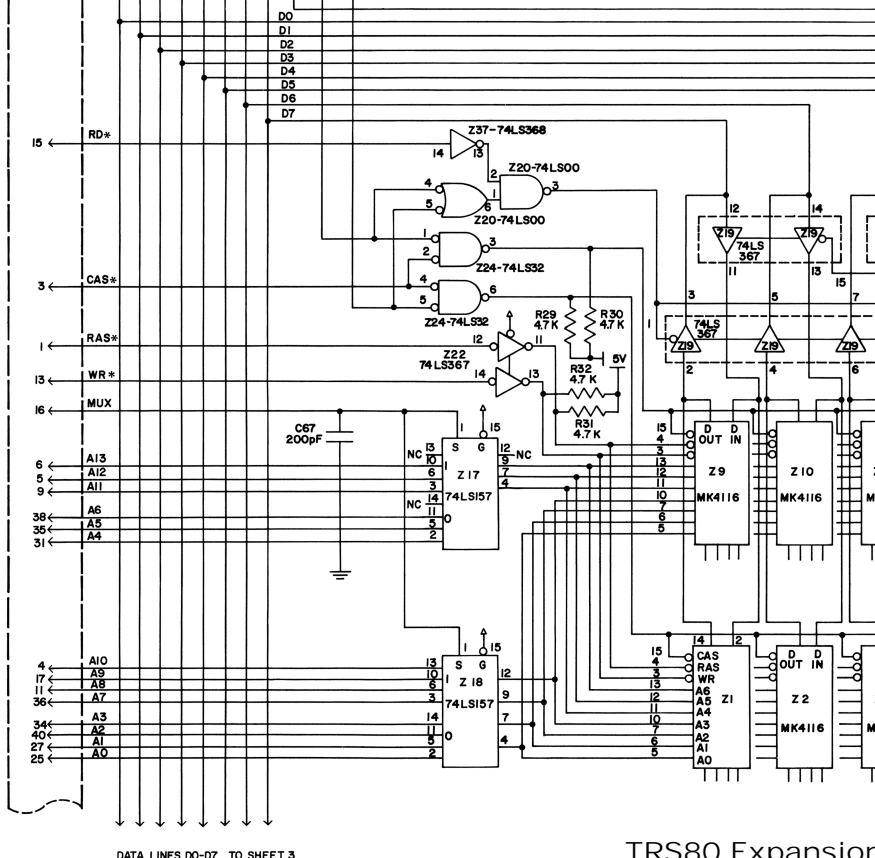 D0
D1
D2
D3
D4
D5
D6
D7
15 RD*
Z37-74LS368
14 13
Z20-74LS00
2
1 3
4
5 6
Z20-74LS00
1
2 3
Z24-74LS32
3 CAS*
4
5 6
Z24-74LS32
12 14
Z19 Z19
74LS
367
11 13 15
3 5 7
1 74LS
367
Z19 Z19 Z19
2 4 6
R29
4.7K
R30
4.7K
1 RAS*
12 11
Z22
74LS367
5V
13 WR*
14 13
R32
4.7K
R31
4.7K
16 MUX
C67
200pF
1 15
S G
NC 13 12 NC
6 A13 10 1 9
5 A12 6 Z17 7
9 A11 3 4
74LS157
NC 14
38 A6 11 0
35 A5 5
31 A4 2
15 D D
4 OUT IN
3
13
12 Z9
11
10 MK4116
7
6
5
D D
OUT IN
Z10
MK4116
M
1 15
S G
4 A10 13 12
17 A9 10 1
11 A8 6 Z18
36 A7 3 9
74LS157
34 A3 14 7
40 A2 11 0
27 A1 5 4
25 A0 2
14 2
15 CAS
4 RAS
3 WR
13 A6
12 A5 Z1
11 A4
10 A3
7 A2
6 A1
5 A0
D D
OUT IN
Z2
MK4116
M
DATA LINES D0-D7 TO SHEET 3
TRS80 Expansion